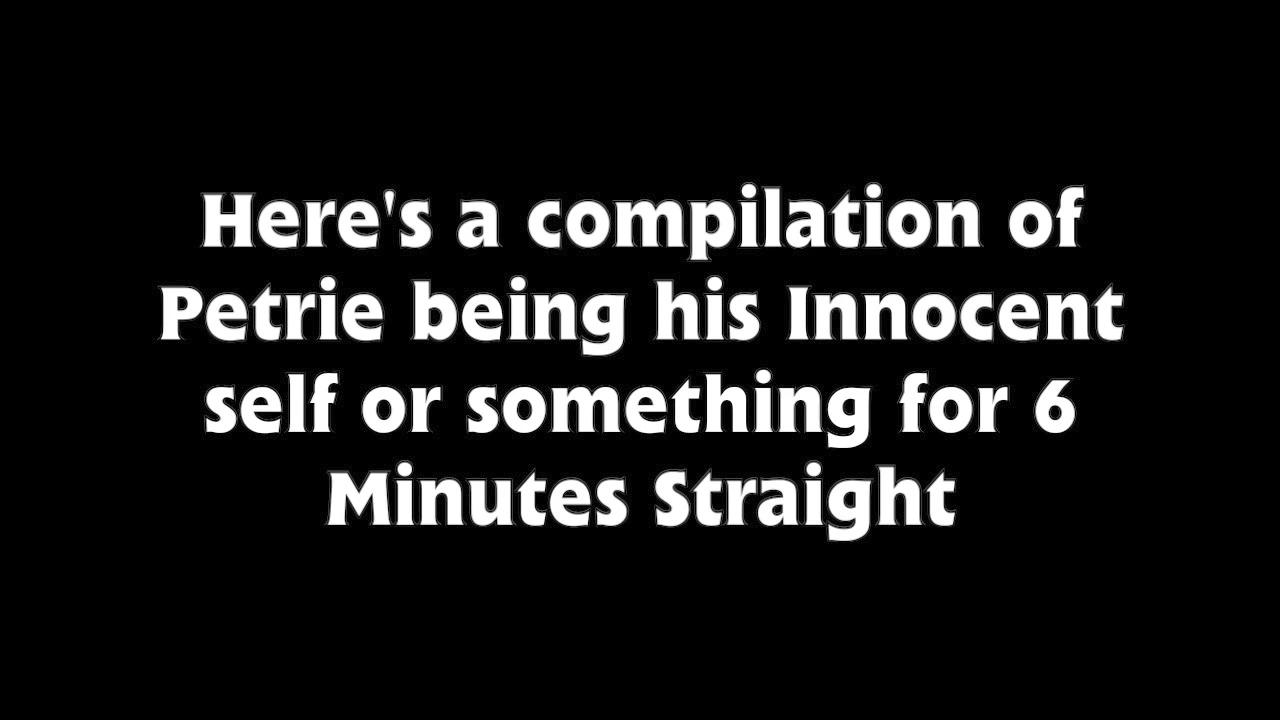 Here's a compilation of
Petrie being his Innocent
self or something for 6
Minutes Straight